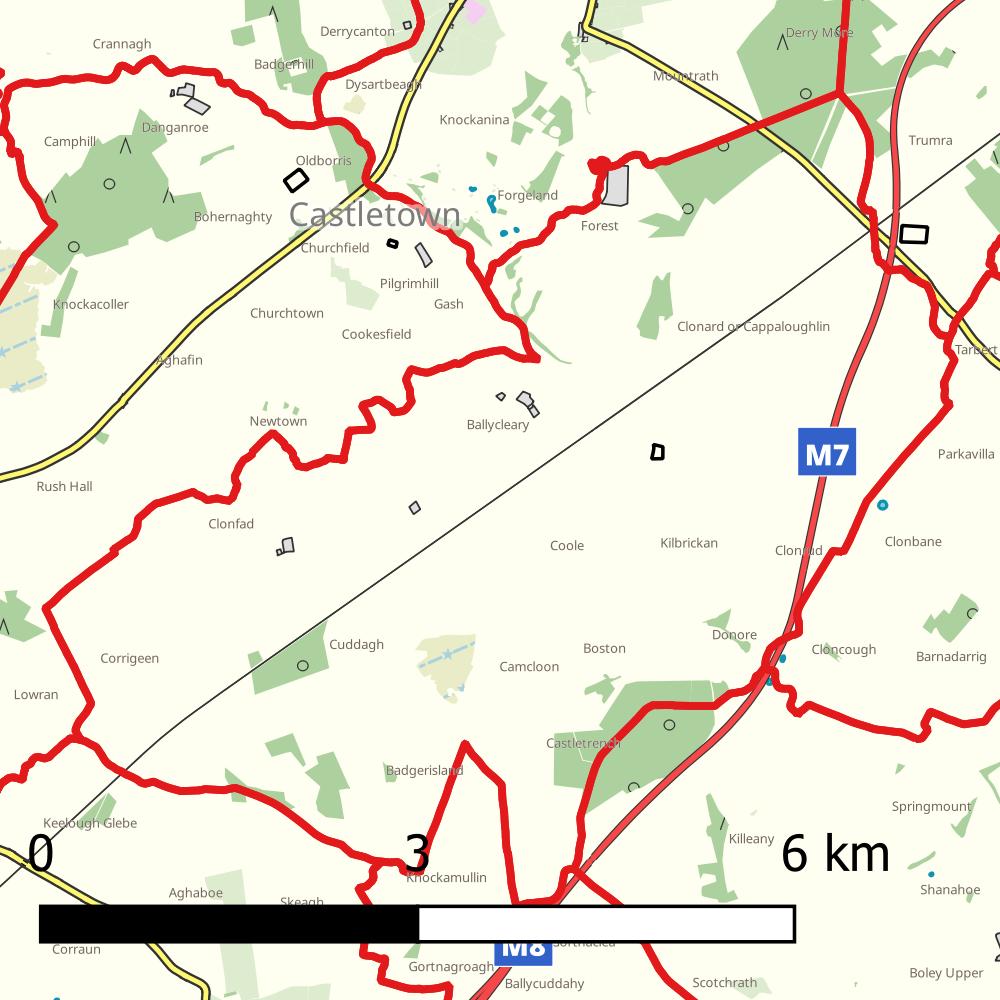 Derrycanton
Derry More
Crannagh
Badgerhill
Mountrath
Dysartbeagh
Knockanina
Danganroe
Camphill
Trumra
Oldborris
Forgeland
Bohernaghty
Castletown
Forest
Churchfield
Pilgrimhill
Knockacoller
Gash
Churchtown
Clonard or Cappaloughlin
Cookesfield
Tarbert
Aghafin
Newtown
Ballycleary
M7
Parkavilla
Rush Hall
Clonfad
Coole
Kilbrickan
Clonbane
Clonrud
Donore
Cuddagh
Boston
Cloncough
Barnadarrig
Corrigeen
Camcloon
Lowran
Castletrench
Badgerisland
Springmount
Keelough Glebe
Killeany
0
3
6 km
Knockamullin
Aghaboe
Shanahoe
Skeagh
Corraun
M8
Gortnaclea
Gortnagroagh
Boley Upper
Ballycuddahy
Scotchrath